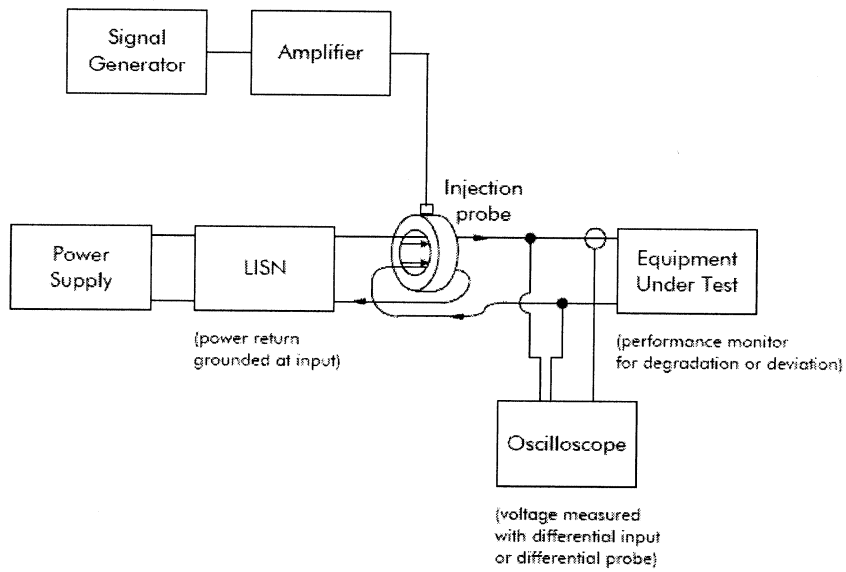 Signal
Generator
Amplifier
Injection
probe
Power
Supply
LISN
Equipment
Under Test
(power return
grounded at input)
(performance monitor
for degradation or deviation)
Oscilloscope
(voltage measured
with differential input
or differential probe)